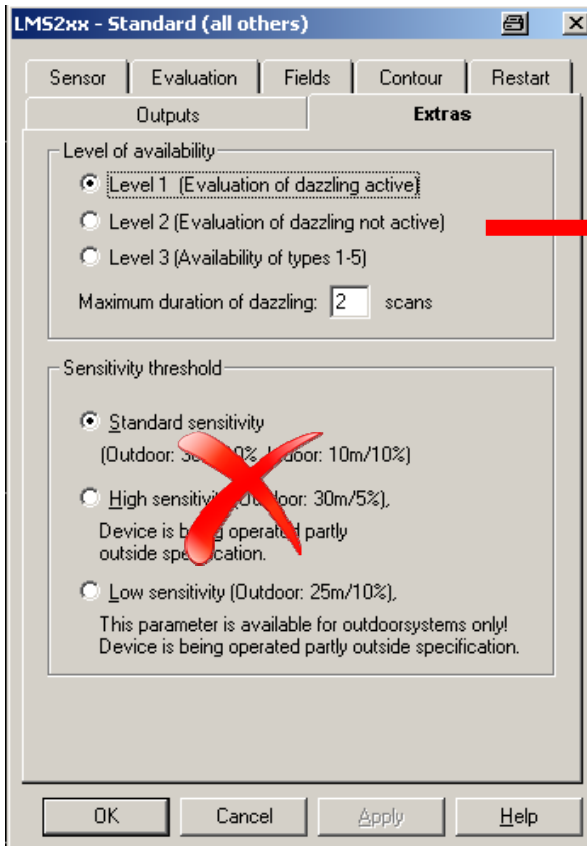 LMS2xx - Standard (all others)
Sensor Evaluation Fields Contour Restart
Outputs Extras
Level of availability
Level 1 (Evaluation of dazzling active)
Level 2 (Evaluation of dazzling not active)
Level 3 (Availability of types 1-5)
Maximum duration of dazzling: 2 scans
Sensitivity threshold
Standard sensitivity
(Outdoor: 10m/10%)
High sensitivity (Outdoor: 30m/5%),
Device is being operated partly
outside specification.
Low sensitivity (Outdoor: 25m/10%),
This parameter is available for outdoorsystems only!
Device is being operated partly outside specification.
OK Cancel Apply Help